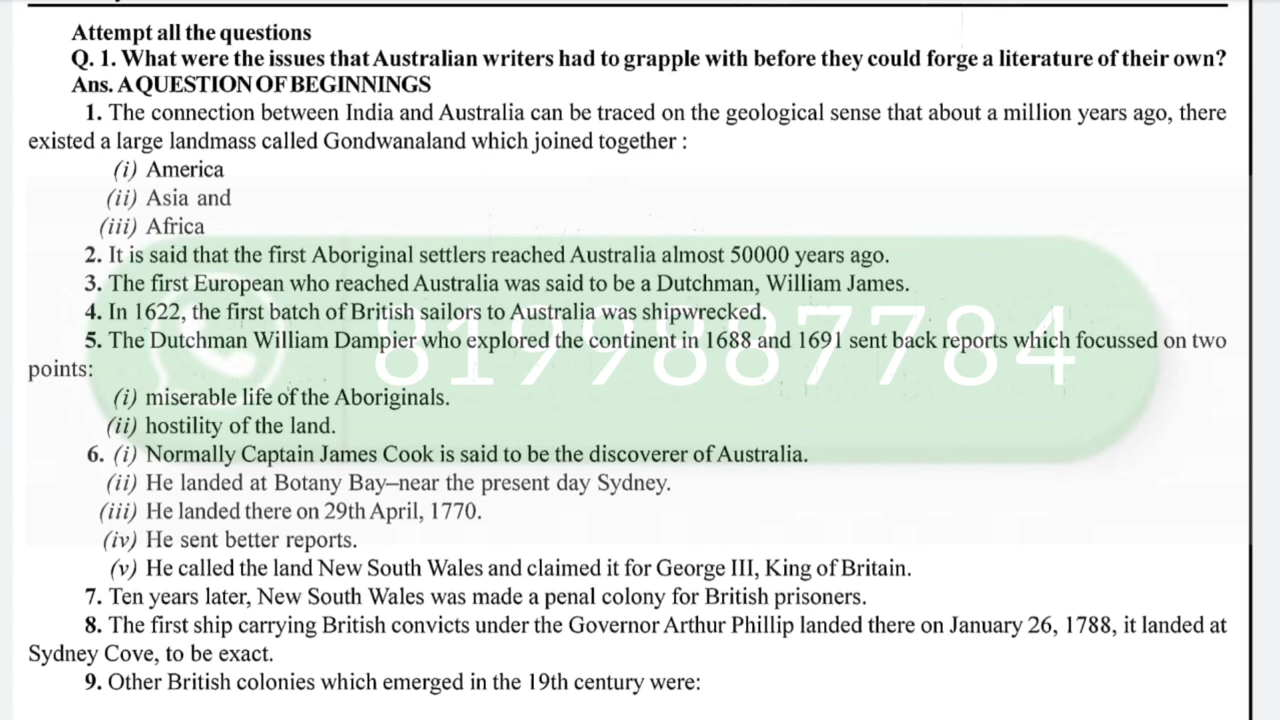 Attempt all the questions
Q. 1. What were the issues that Australian writers had to grapple with before they could forge a literature of their own?
Ans. A QUESTION OF BEGINNINGS
1. The connection between India and Australia can be traced on the geological sense that about a million years ago, there
existed a large landmass called Gondwanaland which joined together :
(i) America
(ii) Asia and
(iii) Africa
2. It is said that the first Aboriginal settlers reached Australia almost 50000 years ago.
3. The first European who reached Australia was said to be a Dutchman, William James.
4. In 1622, the first batch of British sailors to Australia was shipwrecked.
5. The Dutchman William Dampier who explored the continent in 1688 and 1691 sent back reports which focussed on two
points:
8199887784
(i) miserable life of the Aboriginals.
(ii) hostility of the land.
6. (i) Normally Captain James Cook is said to be the discoverer of Australia.
(ii) He landed at Botany Bay–near the present day Sydney.
(iii) He landed there on 29th April, 1770.
(iv) He sent better reports.
(v) He called the land New South Wales and claimed it for George III, King of Britain.
7. Ten years later, New South Wales was made a penal colony for British prisoners.
8. The first ship carrying British convicts under the Governor Arthur Phillip landed there on January 26, 1788, it landed at
Sydney Cove, to be exact.
9. Other British colonies which emerged in the 19th century were: